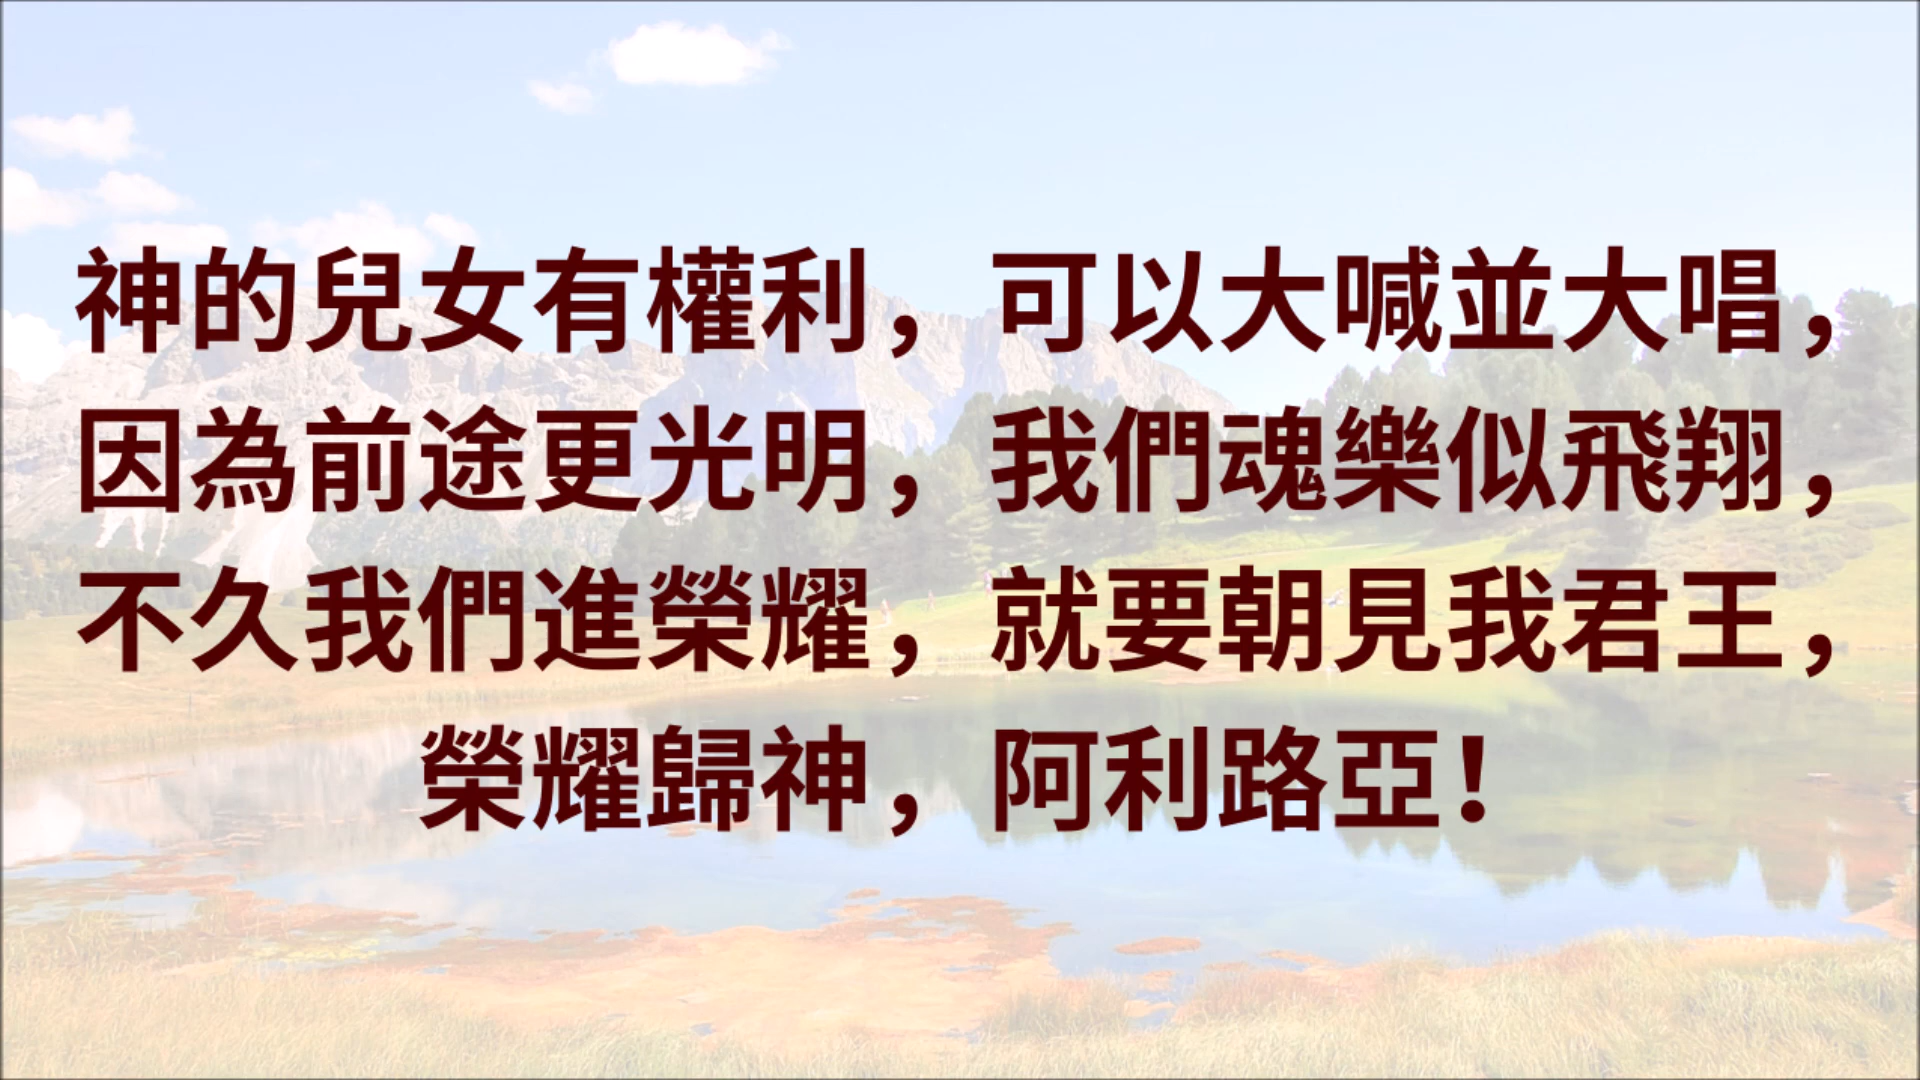 神的兒女有權利，可以大喊並大唱，
因為前途更光明，我們魂樂似飛翔，
不久我們進榮耀，就要朝見我君王，
榮耀歸神，阿利路亞！